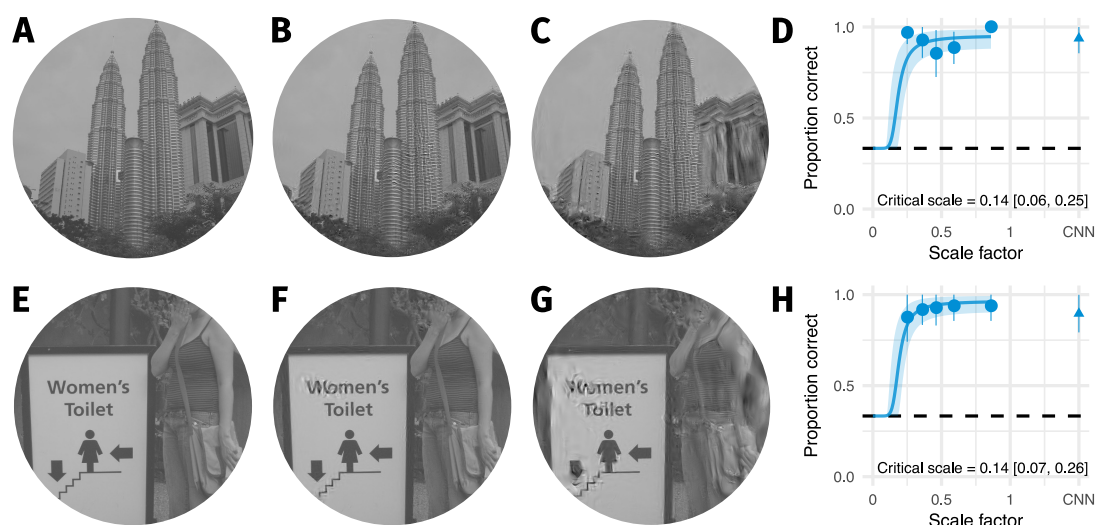 A
B
C
D
1.0
0.5
0.0
Proportion correct
Critical scale = 0.14 [0.06, 0.25]
0
0.5
1
CNN
Scale factor
E
F
G
H
Women's
Toilet
Women's
Toilet
Women's
Toilet
1.0
0.5
0.0
Proportion correct
Critical scale = 0.14 [0.07, 0.26]
0
0.5
1
CNN
Scale factor